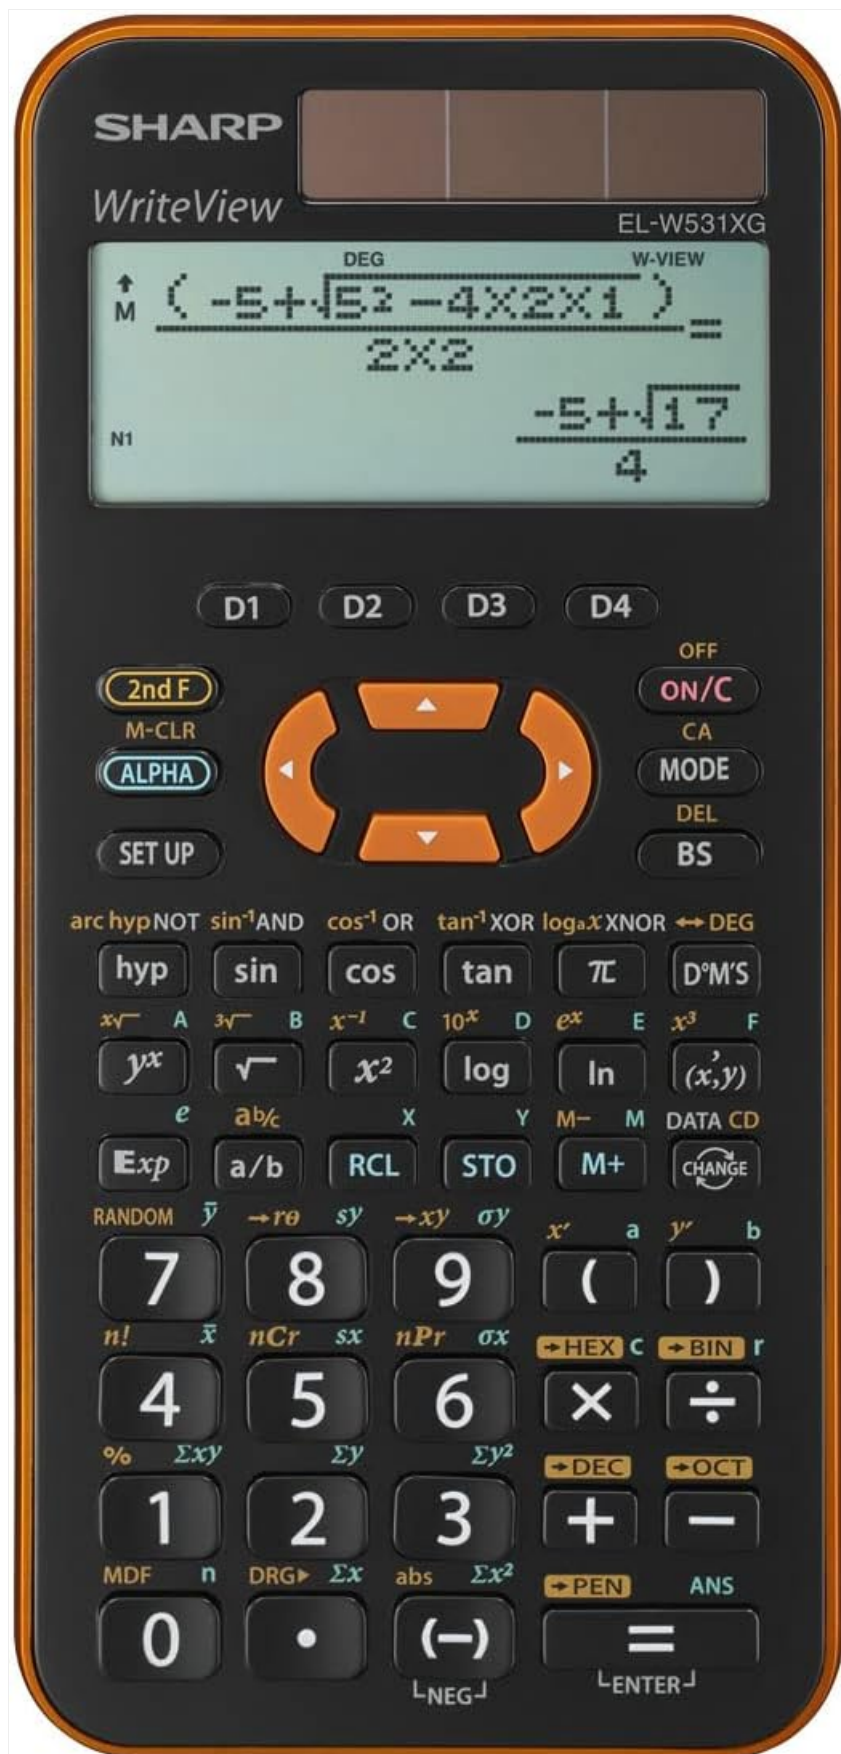 SHARP
WriteView
EL-W531XG
DEG W-VIEW
M (-5+√5² -4X2X1 )
2X2 =
-5+√17
N1
4
D1 D2 D3 D4
OFF
2nd F ON/C
M-CLR CA
ALPHA MODE
DEL
SET UP BS
arc hyp NOT sin⁻¹ AND cos⁻¹ OR tan⁻¹ XOR logₐx XNOR ↔DEG
hyp sin cos tan π D°M'S
x√ A 3√ B x⁻¹ C 10ˣ D eˣ E x³ F
yˣ √ x² log ln (x,y)
e ab/c X Y M− M DATA CD
Exp a/b RCL STO M+ CHANGE
RANDOM ȳ →rθ sy →xy σy x′ a y′ b
7 8 9 ( )
n! x̄ nCr sx nPr σx →HEX c →BIN r
4 5 6 × ÷
% Σxy Σy Σy² →DEC →OCT
1 2 3 + −
MDF n DRG▸ Σx abs Σx² →PEN ANS
0 • (−) =
NEG ENTER